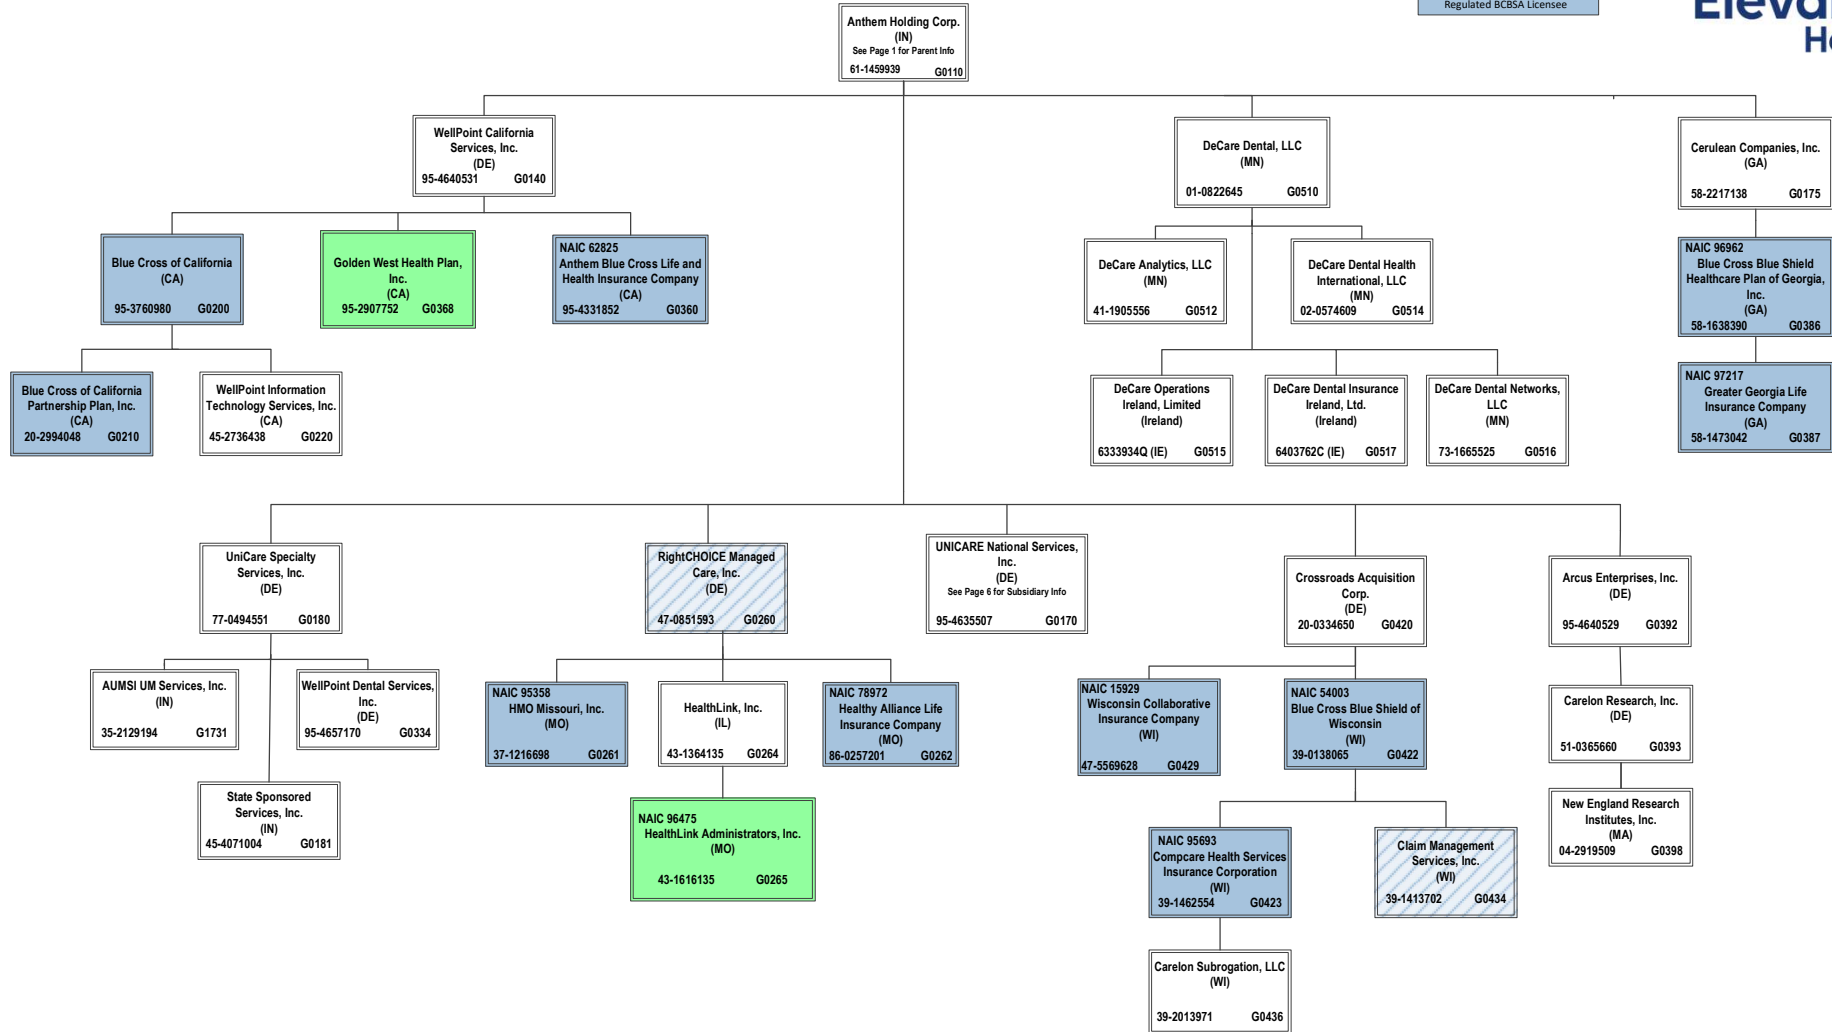 Regulated BCBSA Licensee
Anthem Holding Corp.
(IN)
See Page 1 for Parent Info
61-1459939 G0110
WellPoint California
Services, Inc.
(DE)
95-4640531 G0140
DeCare Dental, LLC
(MN)
01-0822645 G0510
Cerulean Companies, Inc.
(GA)
58-2217138 G0175
Blue Cross of California
(CA)
95-3760980 G0200
Golden West Health Plan,
Inc.
(CA)
95-2907752 G0368
NAIC 62825
Anthem Blue Cross Life and
Health Insurance Company
(CA)
95-4331852 G0360
DeCare Analytics, LLC
(MN)
41-1905556 G0512
DeCare Dental Health
International, LLC
(MN)
02-0574609 G0514
NAIC 96962
Blue Cross Blue Shield
Healthcare Plan of Georgia,
Inc.
(GA)
58-1638390 G0386
Blue Cross of California
Partnership Plan, Inc.
(CA)
20-2994048 G0210
WellPoint Information
Technology Services, Inc.
(CA)
45-2736438 G0220
DeCare Operations
Ireland, Limited
(Ireland)
6333934Q (IE) G0515
DeCare Dental Insurance
Ireland, Ltd.
(Ireland)
6403762C (IE) G0517
DeCare Dental Networks,
LLC
(MN)
73-1665525 G0516
NAIC 97217
Greater Georgia Life
Insurance Company
(GA)
58-1473042 G0387
UniCare Specialty
Services, Inc.
(DE)
77-0494551 G0180
RightCHOICE Managed
Care, Inc.
(DE)
47-0851593 G0260
UNICARE National Services,
Inc.
(DE)
See Page 6 for Subsidiary Info
95-4635507 G0170
Crossroads Acquisition
Corp.
(DE)
20-0334650 G0420
Arcus Enterprises, Inc.
(DE)
95-4640529 G0392
AUMSI UM Services, Inc.
(IN)
35-2129194 G1731
WellPoint Dental Services,
Inc.
(DE)
95-4657170 G0334
NAIC 95358
HMO Missouri, Inc.
(MO)
37-1216698 G0261
HealthLink, Inc.
(IL)
43-1364135 G0264
NAIC 78972
Healthy Alliance Life
Insurance Company
(MO)
86-0257201 G0262
NAIC 15929
Wisconsin Collaborative
Insurance Company
(WI)
47-5569628 G0429
NAIC 54003
Blue Cross Blue Shield of
Wisconsin
(WI)
39-0138065 G0422
Carelon Research, Inc.
(DE)
51-0365660 G0393
State Sponsored
Services, Inc.
(IN)
45-4071004 G0181
NAIC 96475
HealthLink Administrators, Inc.
(MO)
43-1616135 G0265
NAIC 95693
Compcare Health Services
Insurance Corporation
(WI)
39-1462554 G0423
Claim Management
Services, Inc.
(WI)
39-1413702 G0434
New England Research
Institutes, Inc.
(MA)
04-2919509 G0398
Carelon Subrogation, LLC
(WI)
39-2013971 G0436